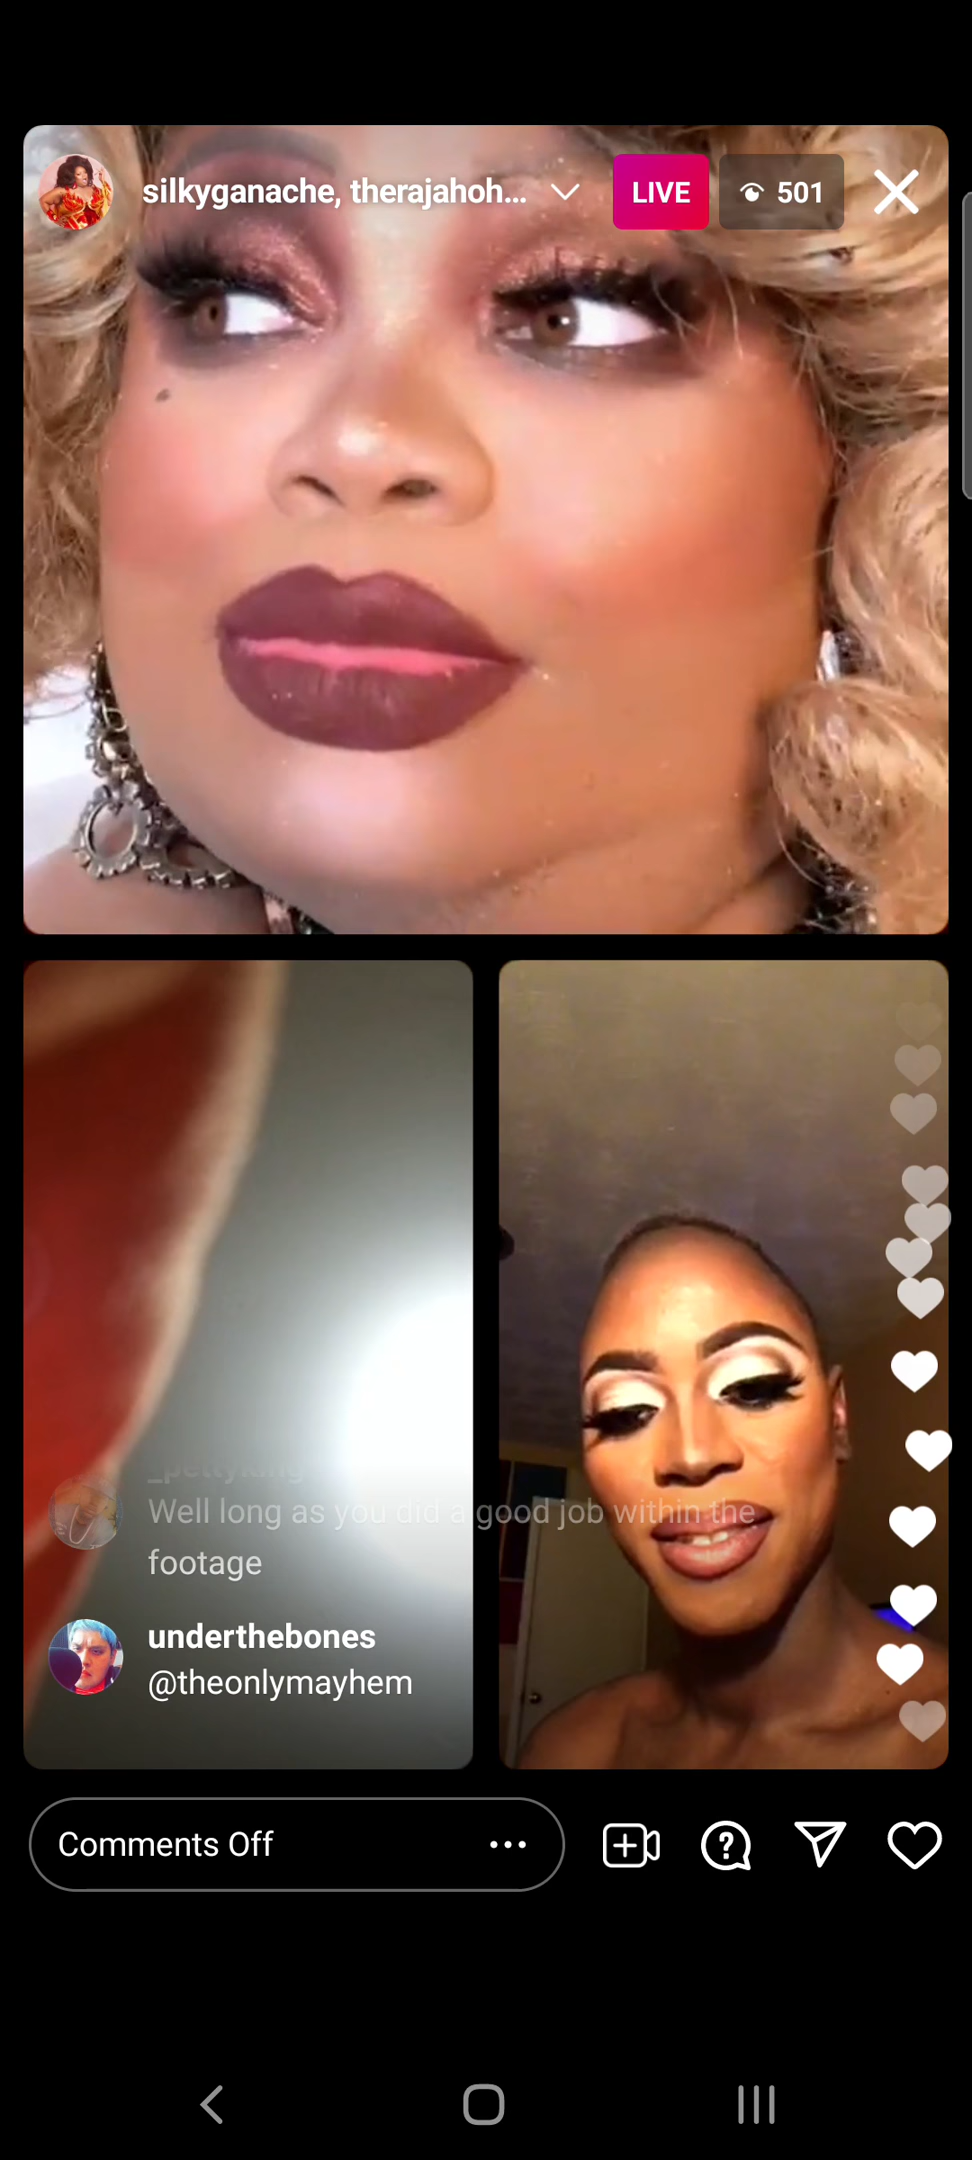 silkyganache, therajahoh...
LIVE
501
Well long as you did a good job within the
footage
underthebones
@theonlymayhem
Comments Off